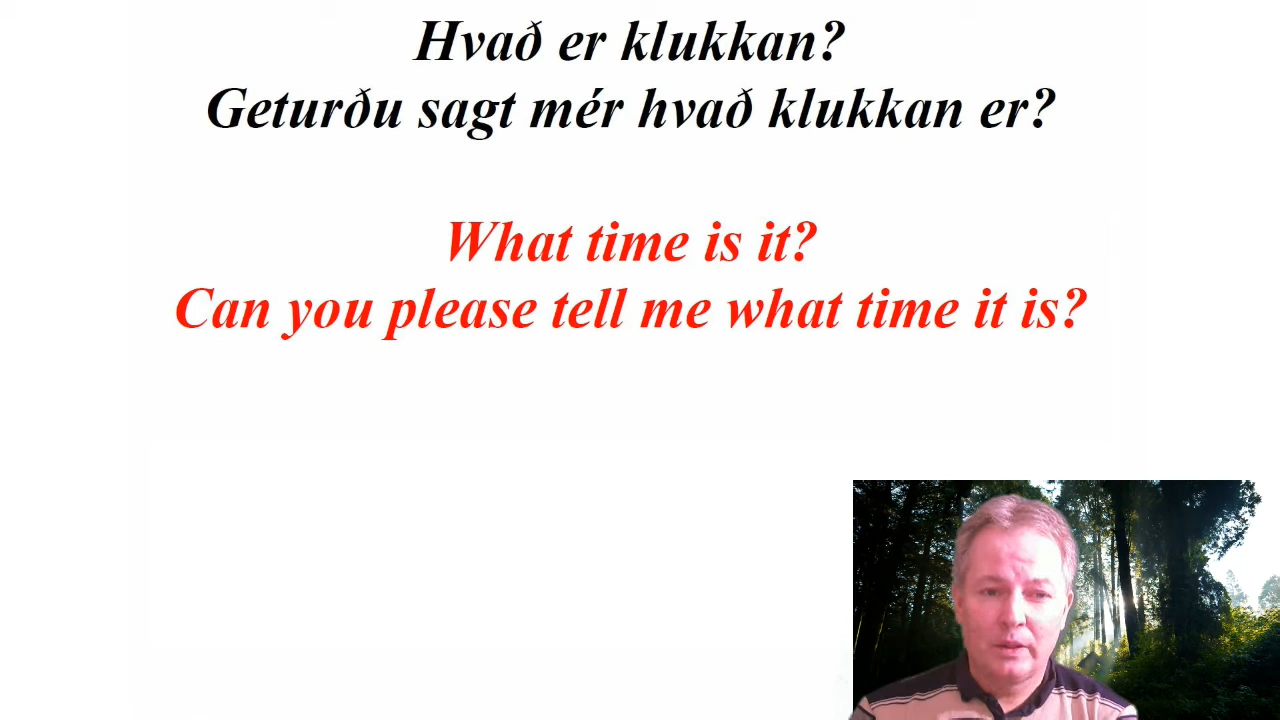 Hvað er klukkan?
Geturðu sagt mér hvað klukkan er?
What time is it?
Can you please tell me what time it is?